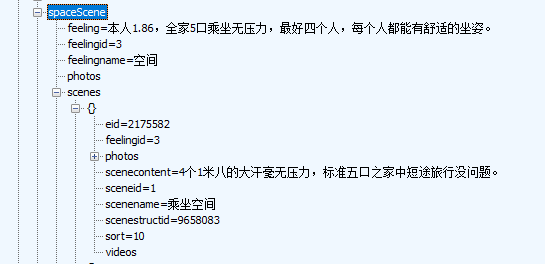 spaceScene
feeling=本人1.86，全家5口乘坐无压力，最好四个人，每个人都能有舒适的坐姿。
feelingid=3
feelingname=空间
photos
scenes
{}
eid=2175582
feelingid=3
photos
scenecontent=4个1米八的大汗毫无压力，标准五口之家中短途旅行没问题。
sceneid=1
scenename=乘坐空间
scenestructid=9658083
sort=10
videos